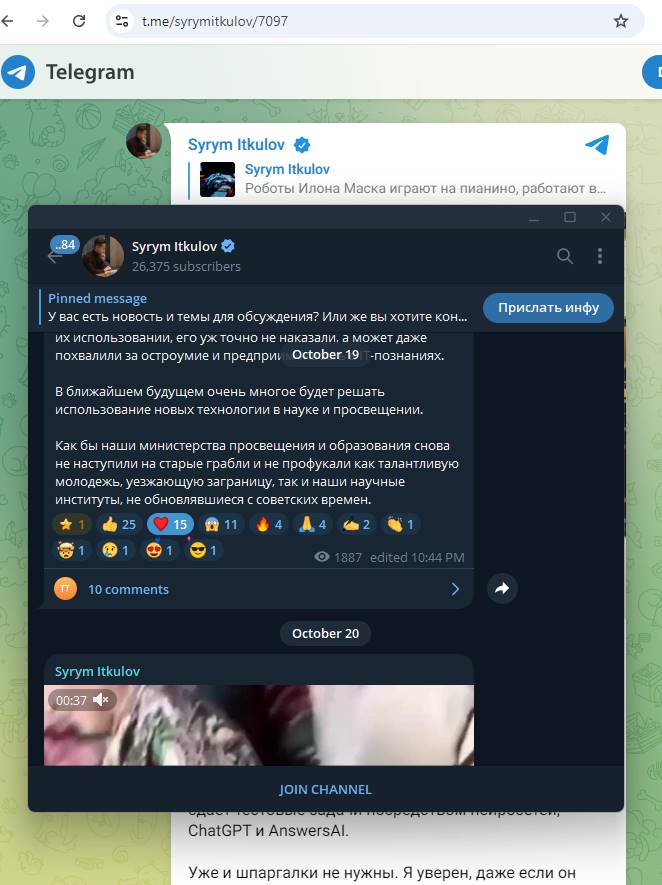 t.me/syrymitkulov/7097
Telegram
Syrym Itkulov
Syrym Itkulov
Роботы Илона Маска играют на пианино, работают в...
..84
Syrym Itkulov
26,375 subscribers
Pinned message
У вас есть новость и темы для обсуждения? Или же вы хотите кон...
Прислать инфу
их использовании, его уж точно не наказали, а может даже
October 19
похвалили за остроумие и -познаниях.
В ближайшем будущем очень многое будет решать
использование новых технологии в науке и просвещении.
Как бы наши министерства просвещения и образования снова
не наступили на старые грабли и не профукали как талантливую
молодежь, уезжающую заграницу, так и наши научные
институты, не обновлявшиеся с советских времен.
1 25 15 11 4 4 2 1
1 1 1 1
1887 edited 10:44 PM
TT
10 comments
October 20
Syrym Itkulov
00:37
JOIN CHANNEL
сдает тестовые задачи посредством нейросетей,
ChatGPT и AnswersAI.
Уже и шпаргалки не нужны. Я уверен, даже если он